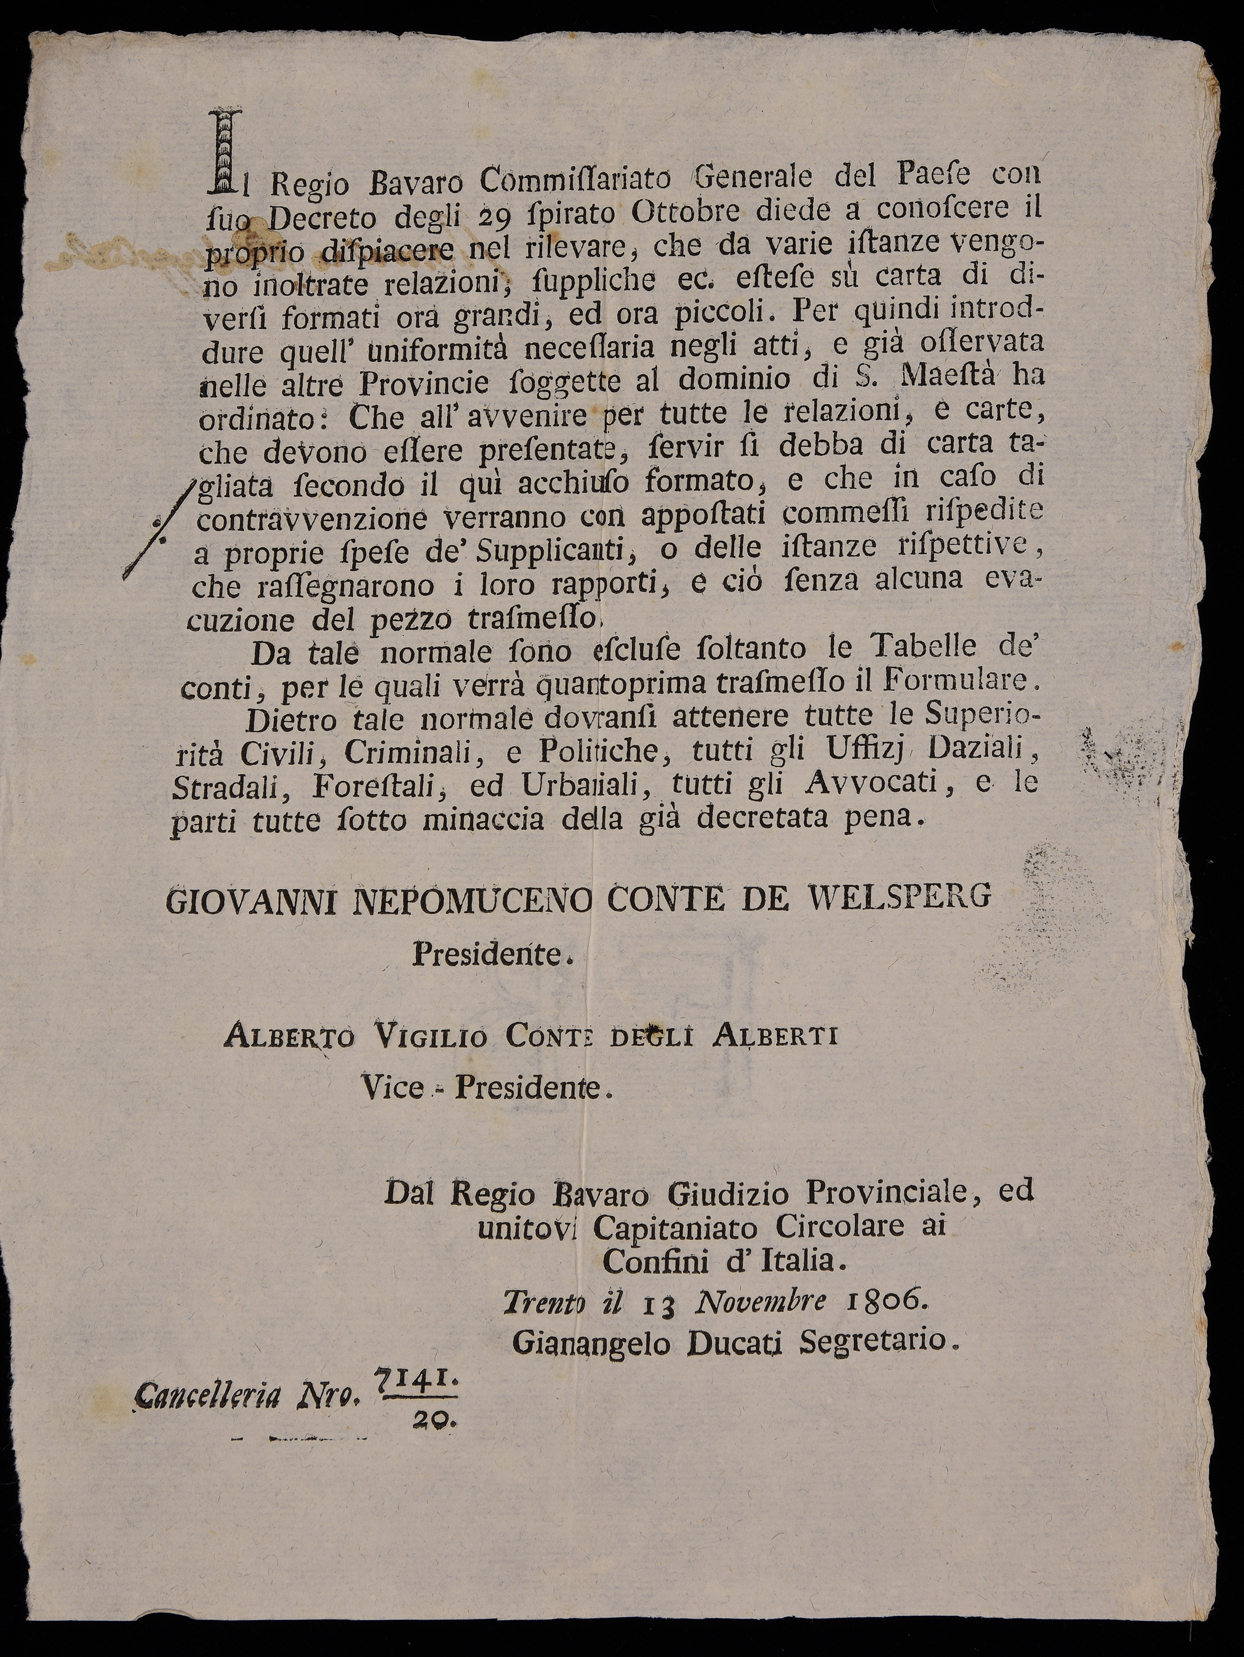 Il Regio Bavaro Commiſſariato Generale del Paeſe con
ſuo Decreto degli 29 ſpirato Ottobre diede a conoſcere il
proprio diſpiacere nel rilevare, che da varie iſtanze vengo-
no inoltrate relazioni, ſuppliche ec. eſteſe sù carta di di-
verſi formati ora grandi, ed ora piccoli. Per quindi introd-
dure quell' uniformità neceſſaria negli atti, e già oſſervata
nelle altre Provincie ſoggette al dominio di S. Maeſtà ha
ordinato: Che all' avvenire per tutte le relazioni, e carte,
che devono eſſere preſentate, ſervir ſi debba di carta ta-
gliata ſecondo il quì acchiuſo formato, e che in caſo di
contravvenzione verranno con appoſtati commeſſi riſpedite
a proprie ſpeſe de' Supplicanti, o delle iſtanze riſpettive,
che raſſegnarono i loro rapporti, e ciò ſenza alcuna eva-
cuzione del pezzo traſmeſſo.
Da tale normale ſono eſcluſe ſoltanto le Tabelle de'
conti, per le quali verrà quantoprima traſmeſſo il Formulare.
Dietro tale normale dovranſi attenere tutte le Superio-
rità Civili, Criminali, e Politiche, tutti gli Uffizj Daziali,
Stradali, Foreſtali, ed Urbariali, tutti gli Avvocati, e le
parti tutte ſotto minaccia della già decretata pena.
GIOVANNI NEPOMUCENO CONTE DE WELSPERG
Presidente.
ALBERTO VIGILIO CONTE DEGLI ALBERTI
Vice - Presidente.
Dal Regio Bavaro Giudizio Provinciale, ed
unitovi Capitaniato Circolare ai
Confini d' Italia.
Trento il 13 Novembre 1806.
Gianangelo Ducati Segretario.
Cancelleria Nro. 7141.
20.